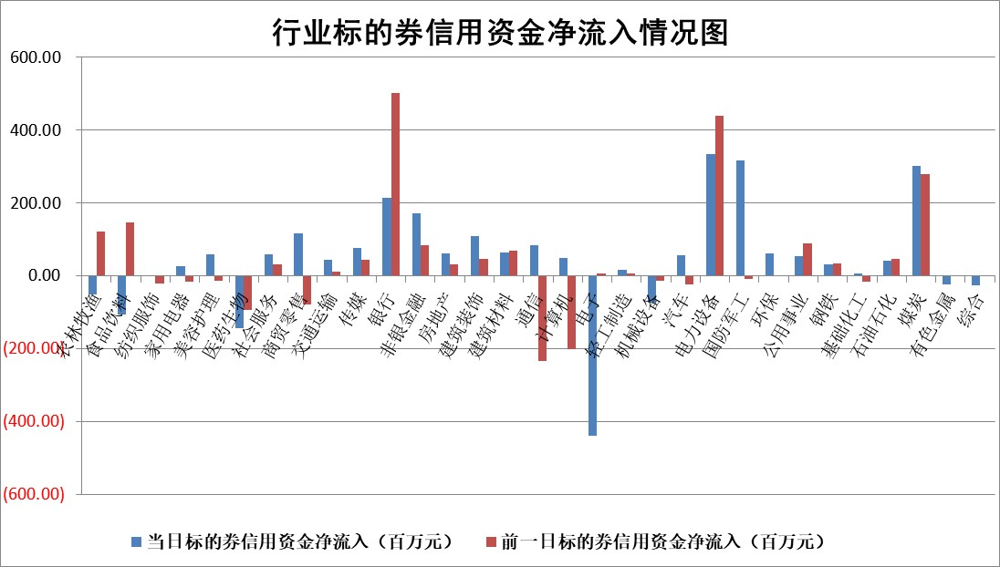 行业标的券信用资金净流入情况图
600.00
400.00
200.00
0.00
(200.00)
(400.00)
(600.00)
农林牧渔
食品饮料
纺织服饰
家用电器
美容护理
医药生物
社会服务
商贸零售
交通运输
传媒
银行
非银金融
房地产
建筑装饰
建筑材料
通信
计算机
电子
轻工制造
机械设备
汽车
电力设备
国防军工
环保
公用事业
钢铁
基础化工
石油石化
煤炭
有色金属
综合
当日标的券信用资金净流入（百万元）
前一日标的券信用资金净流入（百万元）